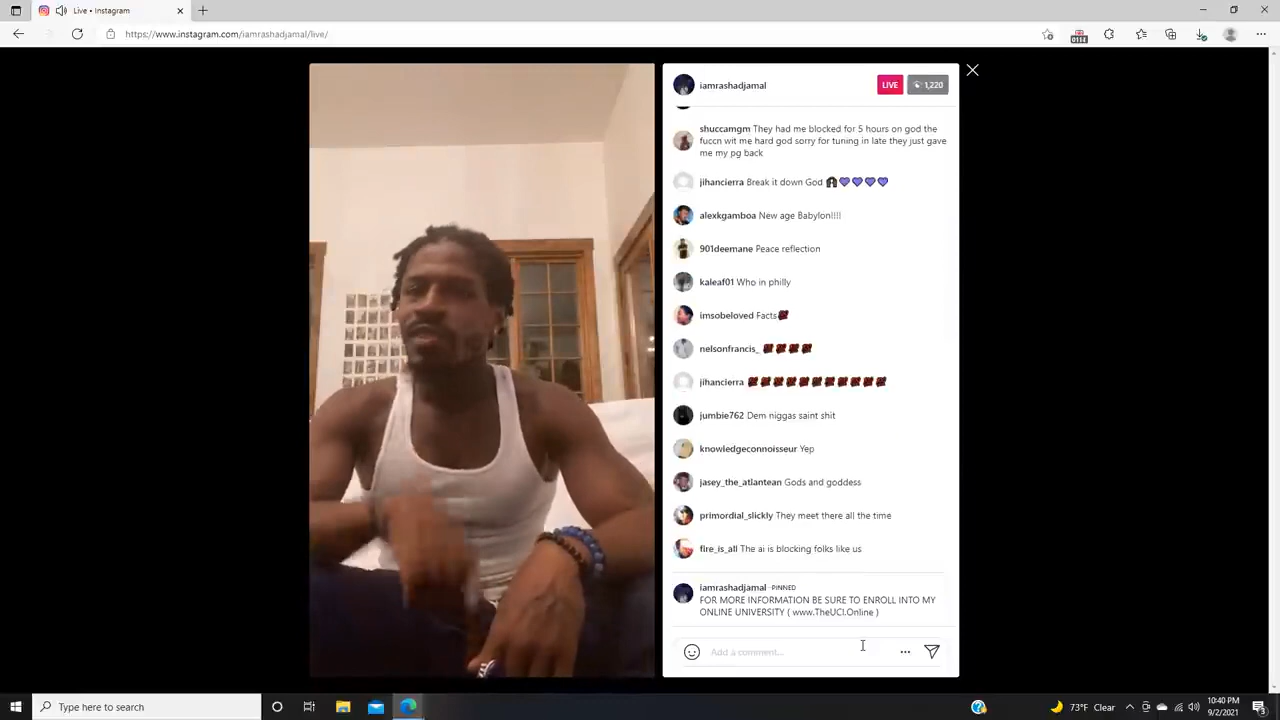 Live • Instagram
https://www.instagram.com/iamrashadjamal/live/
iamrashadjamal
LIVE
1,220
shuccamgm They had me blocked for 5 hours on god the
fuccn wit me hard god sorry for tuning in late they just gave
me my pg back
jihancierra Break it down God
alexkgamboa New age Babylon!!!!
901deemane Peace reflection
kaleaf01 Who in philly
imsobeloved Facts
nelsonfrancis_
jihancierra
jumbie762 Dem niggas saint shit
knowledgeconnoisseur Yep
jasey_the_atlantean Gods and goddess
primordial_slickly They meet there all the time
fire_is_all The ai is blocking folks like us
iamrashadjamal · PINNED
FOR MORE INFORMATION BE SURE TO ENROLL INTO MY
ONLINE UNIVERSITY ( www.TheUCI.Online )
Add a comment...
Type here to search
73°F Clear
10:40 PM
9/2/2021